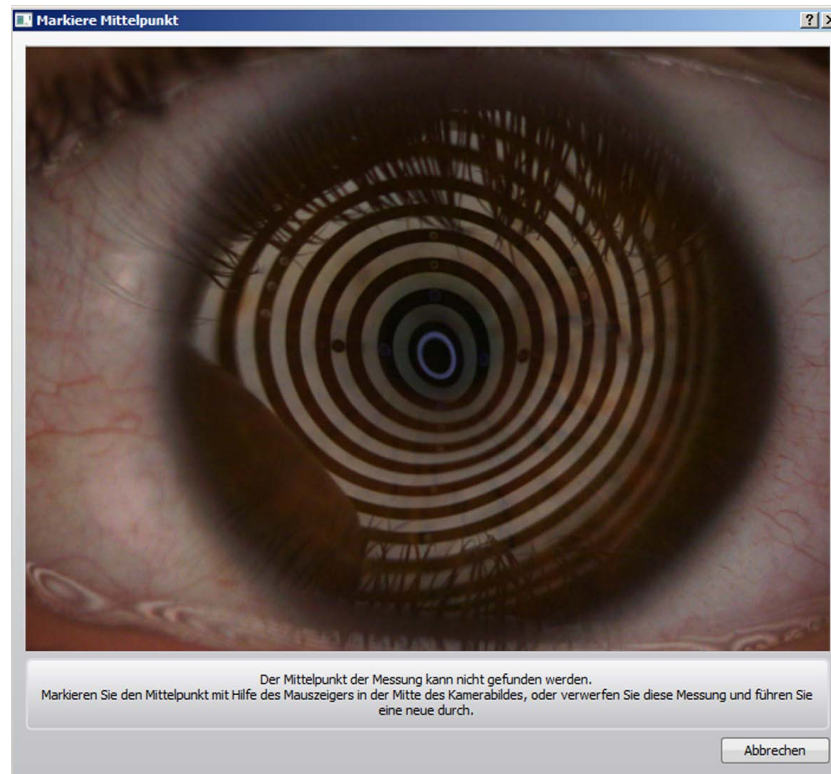 Markiere Mittelpunkt
Der Mittelpunkt der Messung kann nicht gefunden werden.
Markieren Sie den Mittelpunkt mit Hilfe des Mauszeigers in der Mitte des Kamerabildes, oder verwerfen Sie diese Messung und führen Sie
eine neue durch.
Abbrechen